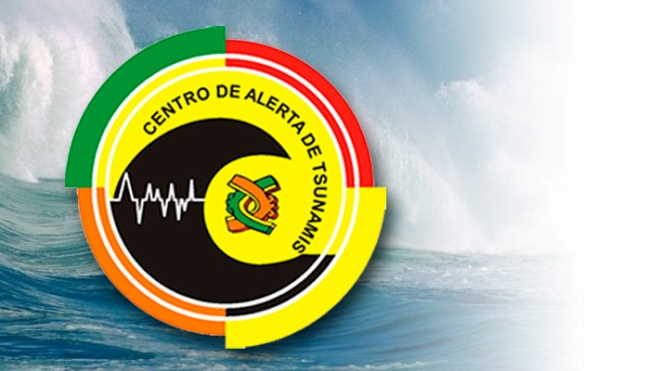 CENTRO DE ALERTA DE TSUNAMIS